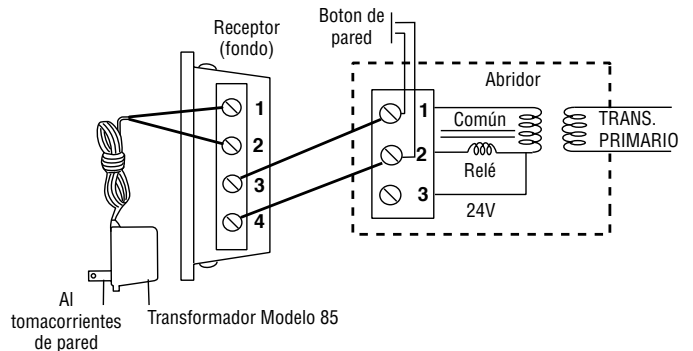 Receptor
(fondo)
1
2
3
4
Boton de
pared
Abridor
1
2
3
Común
Relé
24V
TRANS.
PRIMARIO
Al
tomacorrientes
de pared
Transformador Modelo 85